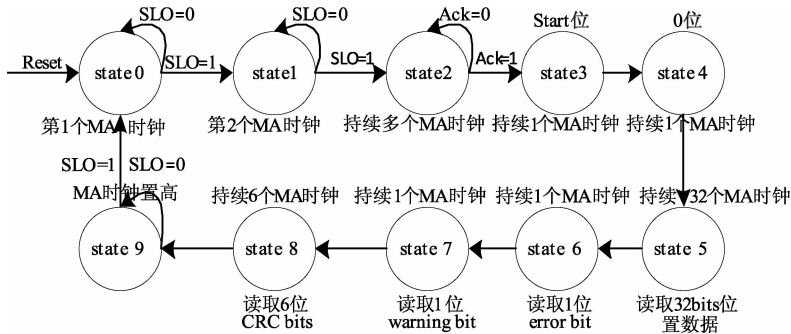 SLO=0
SLO=0
Ack=0
Start位
0位
Reset
state0
SLO=1
state1
SLO=1
state2
Ack=1
state3
state 4
第1个MA时钟
第2个MA时钟
持续多个MA时钟
持续1个MA时钟
持续1个MA时钟
SLO=1
SLO=0
MA时钟置高
持续6个MA时钟
持续1个MA时钟
持续1个MA时钟
持续32个MA时钟
state 9
state 8
state 7
state 6
state 5
读取6位
CRC bits
读取1位
warning bit
读取1位
error bit
读取32bits位
置数据